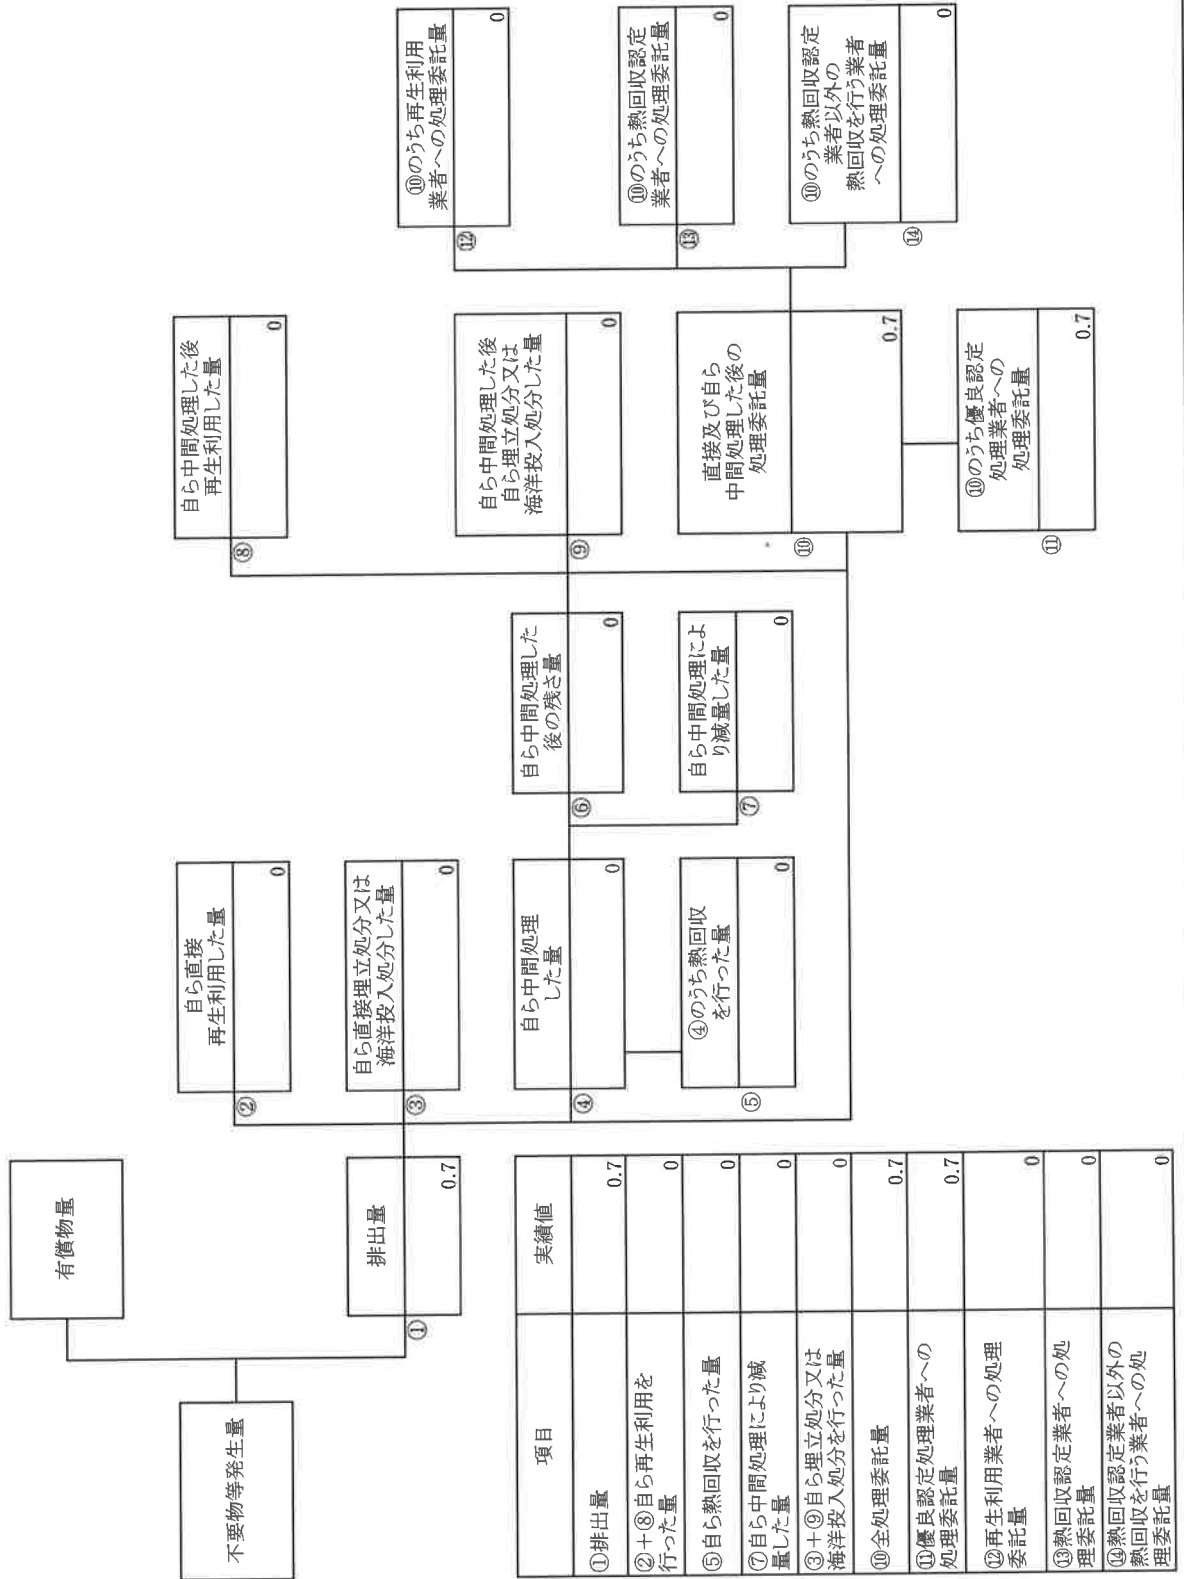 不要物等発生量
有償物量
排出量
①
0.7
自ら直接
再生利用した量
②
0
自ら直接埋立処分又は
海洋投入処分した量
③
0
自ら中間処理
した量
④
0
④のうち熱回収
を行った量
⑤
0
自ら中間処理した
後の残さ量
⑥
0
自ら中間処理によ
り減量した量
⑦
0
自ら中間処理した後
再生利用した量
⑧
0
自ら中間処理した後
自ら埋立処分又は
海洋投入処分した量
⑨
0
直接及び自ら
中間処理した後の
処理委託量
⑩
0.7
⑩のうち優良認定
処理業者への
処理委託量
⑪
0.7
⑩のうち再生利用
業者への処理委託量
⑫
0
⑩のうち熱回収認定
業者への処理委託量
⑬
0
⑩のうち熱回収認定
業者以外の
熱回収を行う業者
への処理委託量
⑭
0
項目 実績値
①排出量 0.7
②+⑧自ら再生利用を
行った量 0
⑤自ら熱回収を行った量 0
⑦自ら中間処理により減
量した量 0
③+⑨自ら埋立処分又は
海洋投入処分を行った量 0
⑩全処理委託量 0.7
⑪優良認定処理業者への
処理委託量 0.7
⑫再生利用業者への処理
委託量 0
⑬熱回収認定業者への処
理委託量 0
⑭熱回収認定業者以外の
熱回収を行う業者への処
理委託量 0